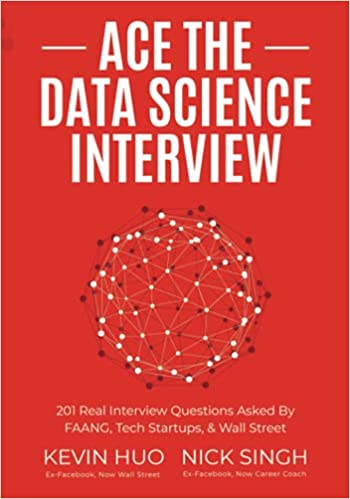 ACE THE
DATA SCIENCE
INTERVIEW
201 Real Interview Questions Asked By
FAANG, Tech Startups, & Wall Street
KEVIN HUO NICK SINGH
Ex-Facebook, Now Wall Street Ex-Facebook, Now Career Coach